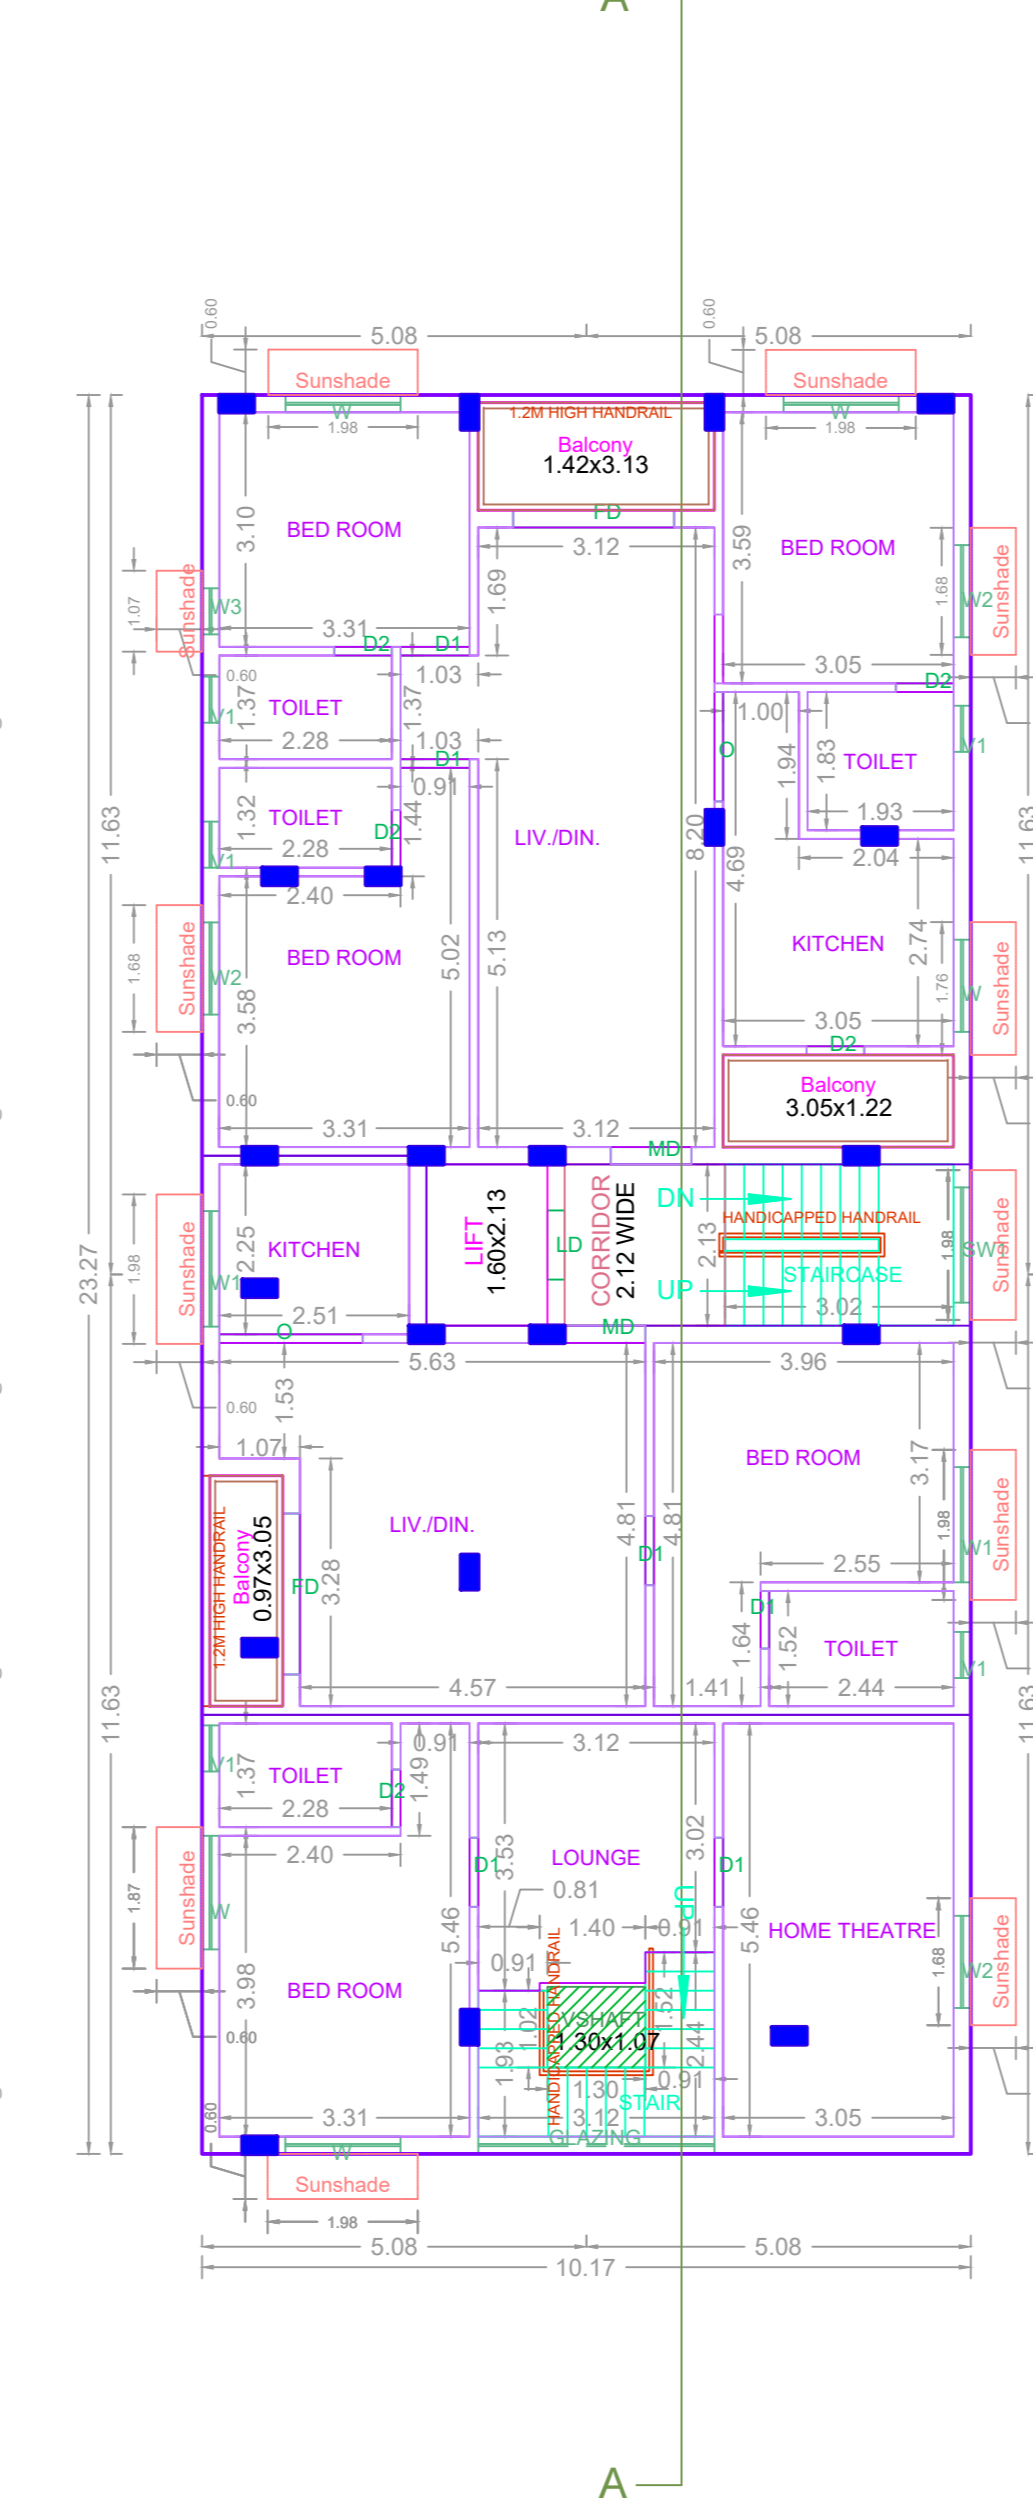 A
0.60
0.60
5.08
5.08
Sunshade
Sunshade
1.2M HIGH HANDRAIL
W
W
1.98
1.98
Balcony
1.42x3.13
FD
3.10
BED ROOM
3.12
3.59
BED ROOM
1.69
1.68
Sunshade
W2
1.07
Sunshade
W3
3.31
D2
D1
3.05
0.60
1.03
D2
1.37
TOILET
1.37
1.00
V1
2.28
1.03
O
1.94
1.83
TOILET
V1
D1
0.91
1.32
TOILET
D2
1.44
1.93
11.63
LIV./DIN.
8.20
11.63
V1
2.28
2.04
4.69
2.40
Sunshade
1.68
W2
BED ROOM
5.02
5.13
KITCHEN
2.74
1.76
W
Sunshade
3.58
3.05
D2
0.60
Balcony
3.05x1.22
3.31
3.12
MD
23.27
Sunshade
1.98
W1
2.25
KITCHEN
LIFT
1.60x2.13
LD
CORRIDOR
2.12 WIDE
DN
2.13
HANDICAPPED HANDRAIL
1.98
Sunshade
UP
STAIRCASE
2.51
3.02
O
MD
5.63
3.96
0.60
1.53
1.07
BED ROOM
3.17
1.98
W1
Sunshade
LIV./DIN.
4.81
4.81
D1
1.2M HIGH HANDRAIL
Balcony
0.97x3.05
FD
3.28
2.55
D1
1.64
1.52
TOILET
V1
4.57
1.41
2.44
11.63
11.63
V1
1.37
TOILET
D2
1.49
0.91
3.12
2.28
2.40
3.53
3.02
LOUNGE
D1
D1
Sunshade
1.87
W
5.46
0.81
1.40
0.91
UP
5.46
HOME THEATRE
1.68
W2
Sunshade
0.91
3.98
BED ROOM
HANDICAPPED HANDRAIL
1.02
1.93
VSHAFT
1.30x1.07
1.52
2.44
0.60
1.30
0.91
STAIR
0.60
3.31
3.12
3.05
GLAZING
W
Sunshade
1.98
5.08
5.08
10.17
A